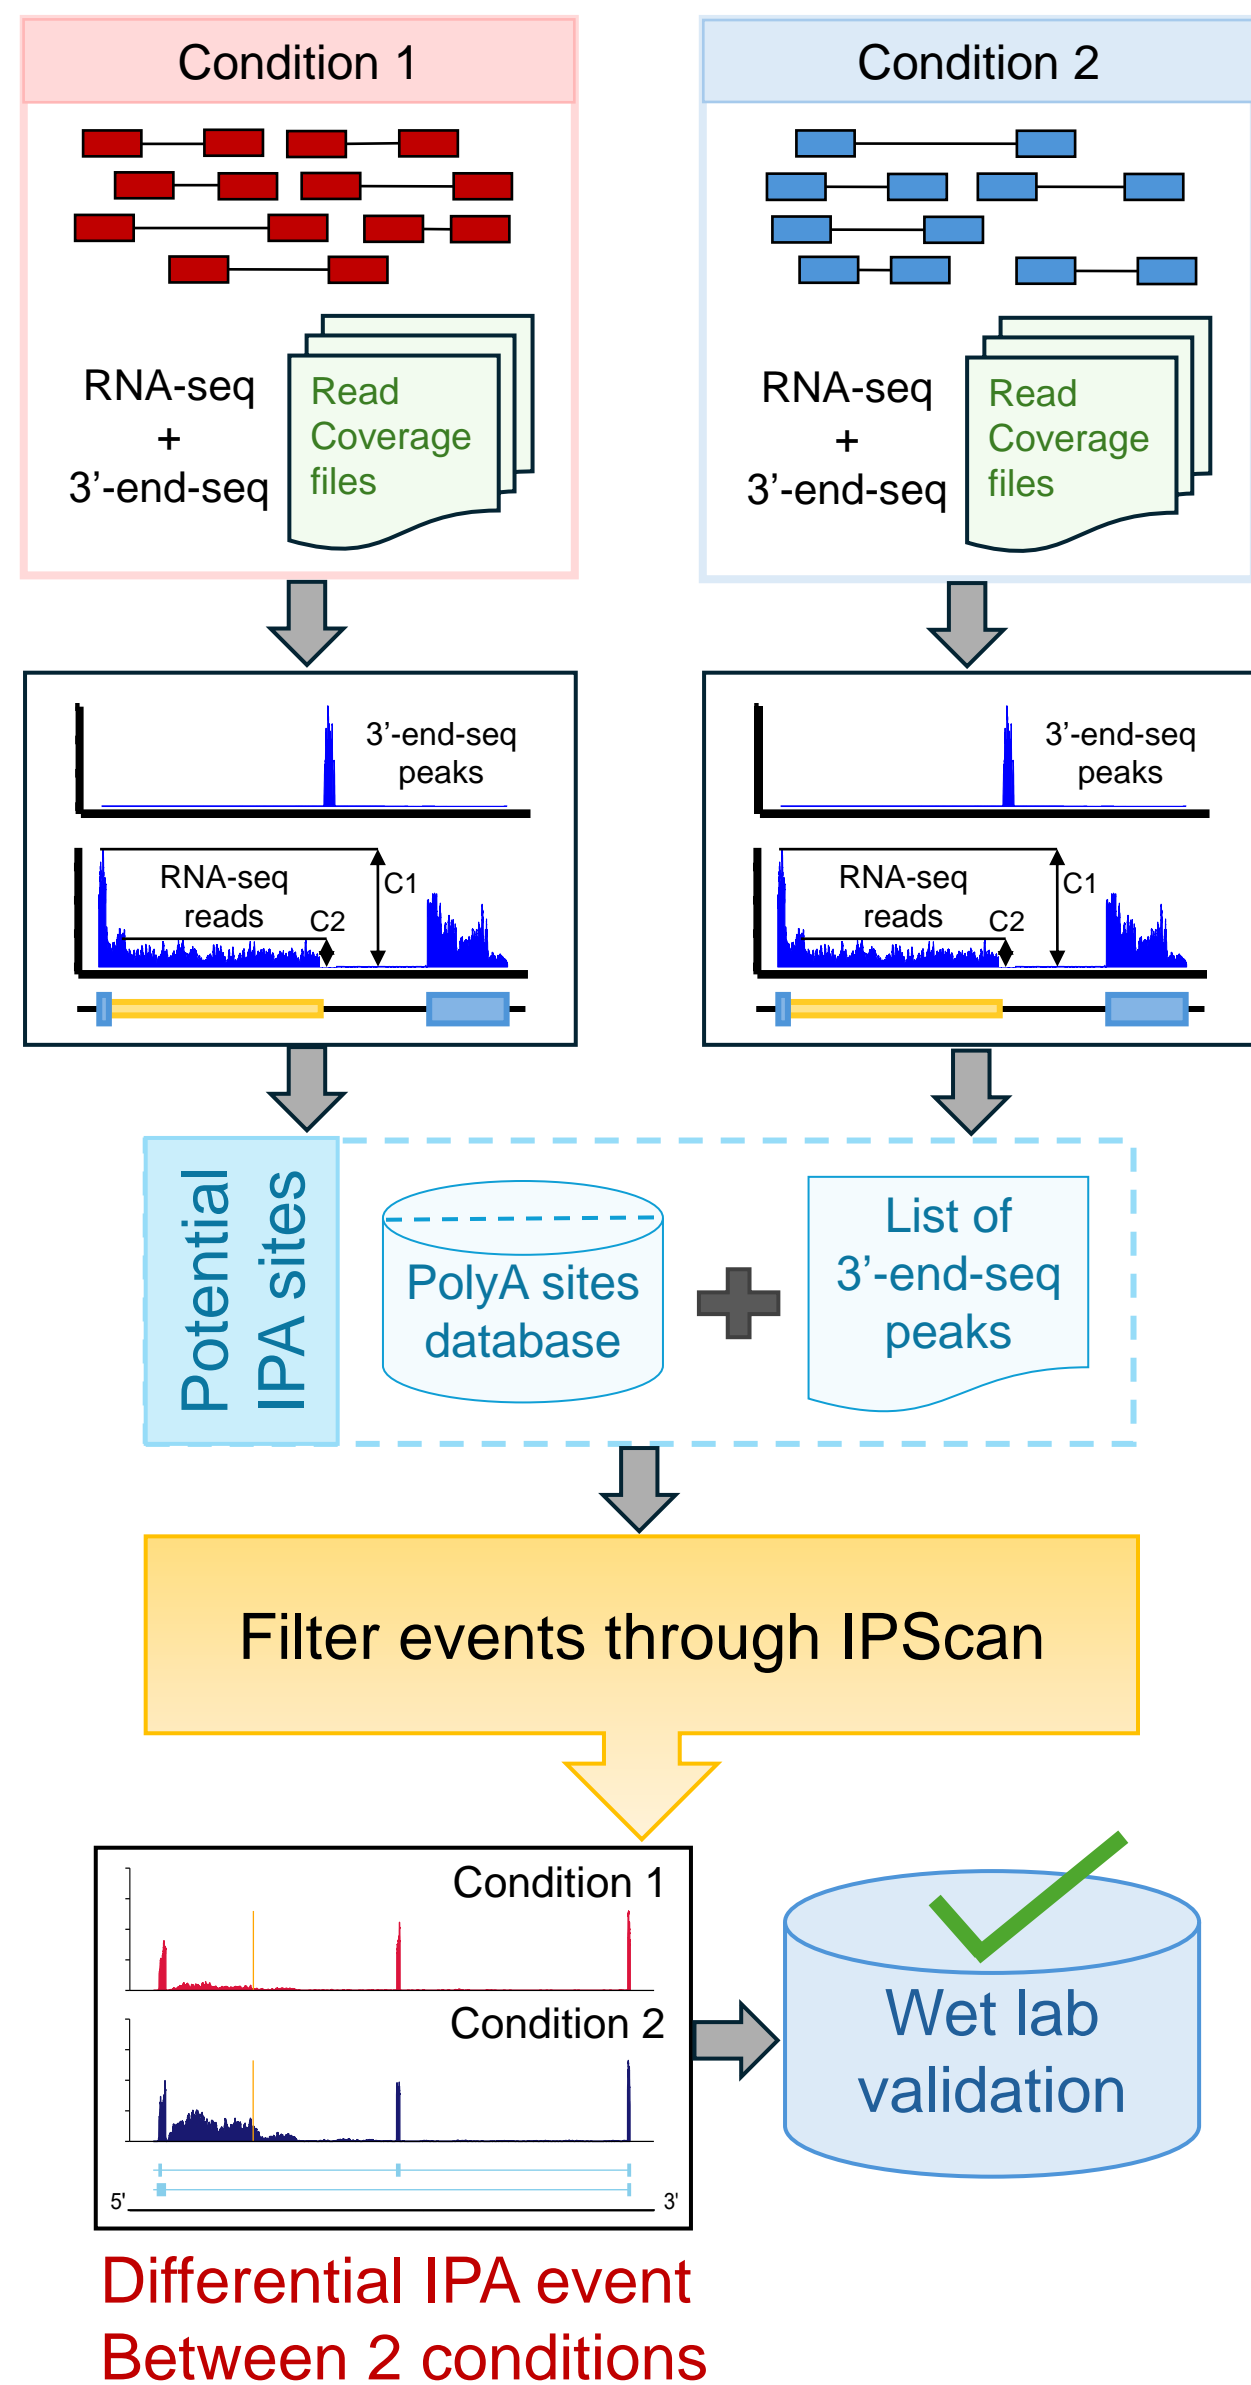 Condition 1
RNA-seq
+
3’-end-seq
Read
Coverage
files
Condition 2
RNA-seq
+
3’-end-seq
Read
Coverage
files
3’-end-seq
peaks
RNA-seq
reads
C2
C1
3’-end-seq
peaks
RNA-seq
reads
C2
C1
Potential
IPA sites
PolyA sites
database
List of
3’-end-seq
peaks
Filter events through IPScan
Condition 1
Condition 2
5'
3'
Wet lab
validation
Differential IPA event
Between 2 conditions